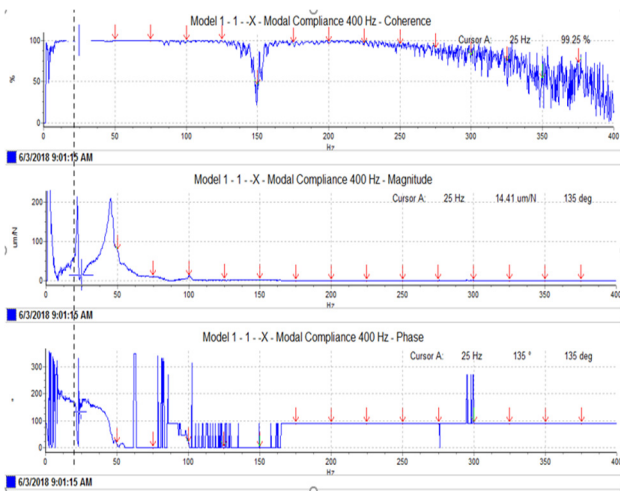 Model 1 - 1 - -X - Modal Compliance 400 Hz - Coherence
Cursor A: 25 Hz 99.25 %
100
50
0
%
0 50 100 150 200 250 300 350 400
Hz
6/3/2018 9:01:15 AM
Model 1 - 1 - -X - Modal Compliance 400 Hz - Magnitude
Cursor A: 25 Hz 14.41 um/N 135 deg
200
100
0
um/N
0 50 100 150 200 250 300 350 400
Hz
6/3/2018 9:01:15 AM
Model 1 - 1 - -X - Modal Compliance 400 Hz - Phase
Cursor A: 25 Hz 135 ° 135 deg
300
200
100
0
°
0 50 100 150 200 250 300 350 400
Hz
6/3/2018 9:01:15 AM